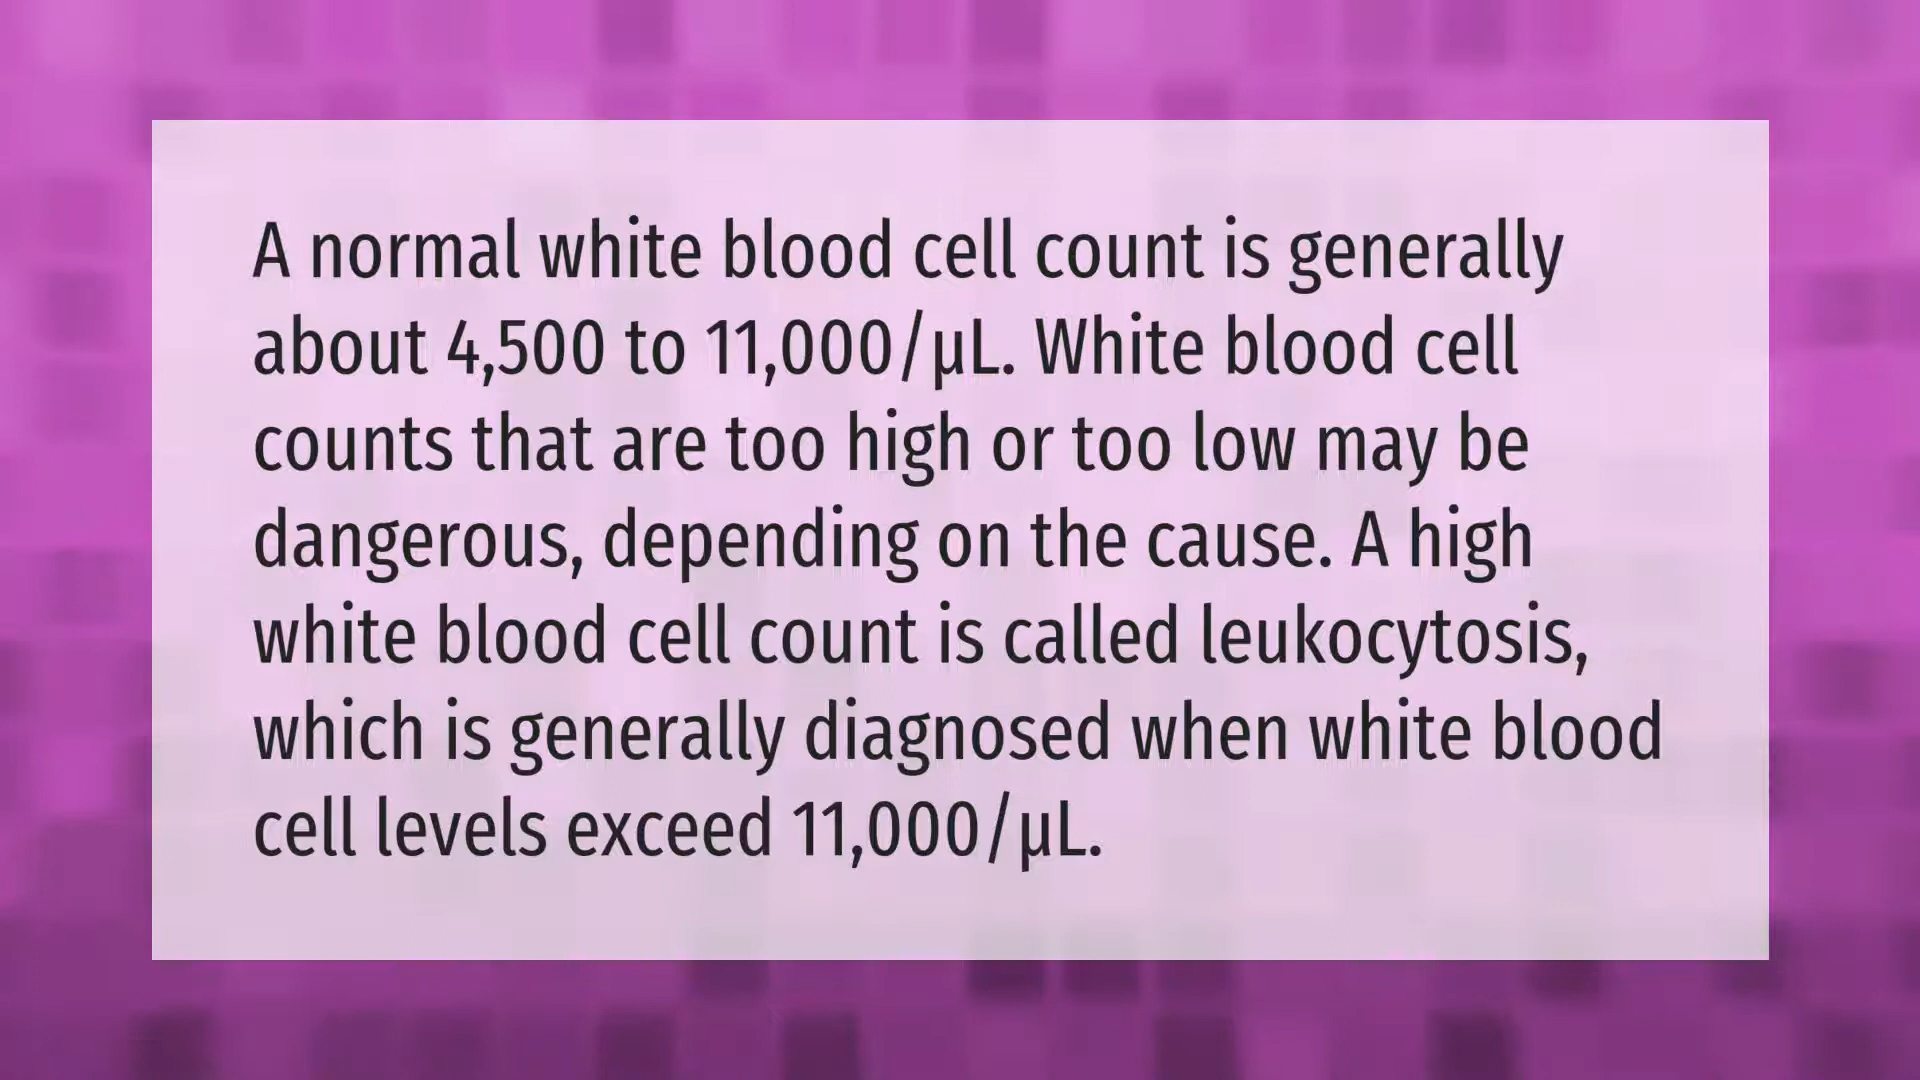 A normal white blood cell count is generally
about 4,500 to 11,000/µL. White blood cell
counts that are too high or too low may be
dangerous, depending on the cause. A high
white blood cell count is called leukocytosis,
which is generally diagnosed when white blood
cell levels exceed 11,000/µL.